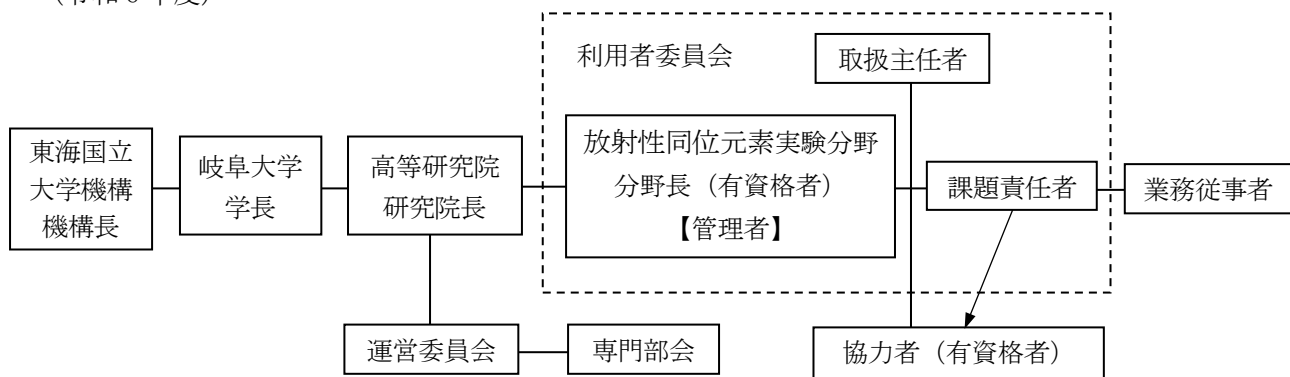 利用者委員会
取扱主任者
東海国立
大学機構
機構長
岐阜大学
学長
高等研究院
研究院長
放射性同位元素実験分野
分野長（有資格者）
【管理者】
課題責任者
業務従事者
運営委員会
専門部会
協力者（有資格者）